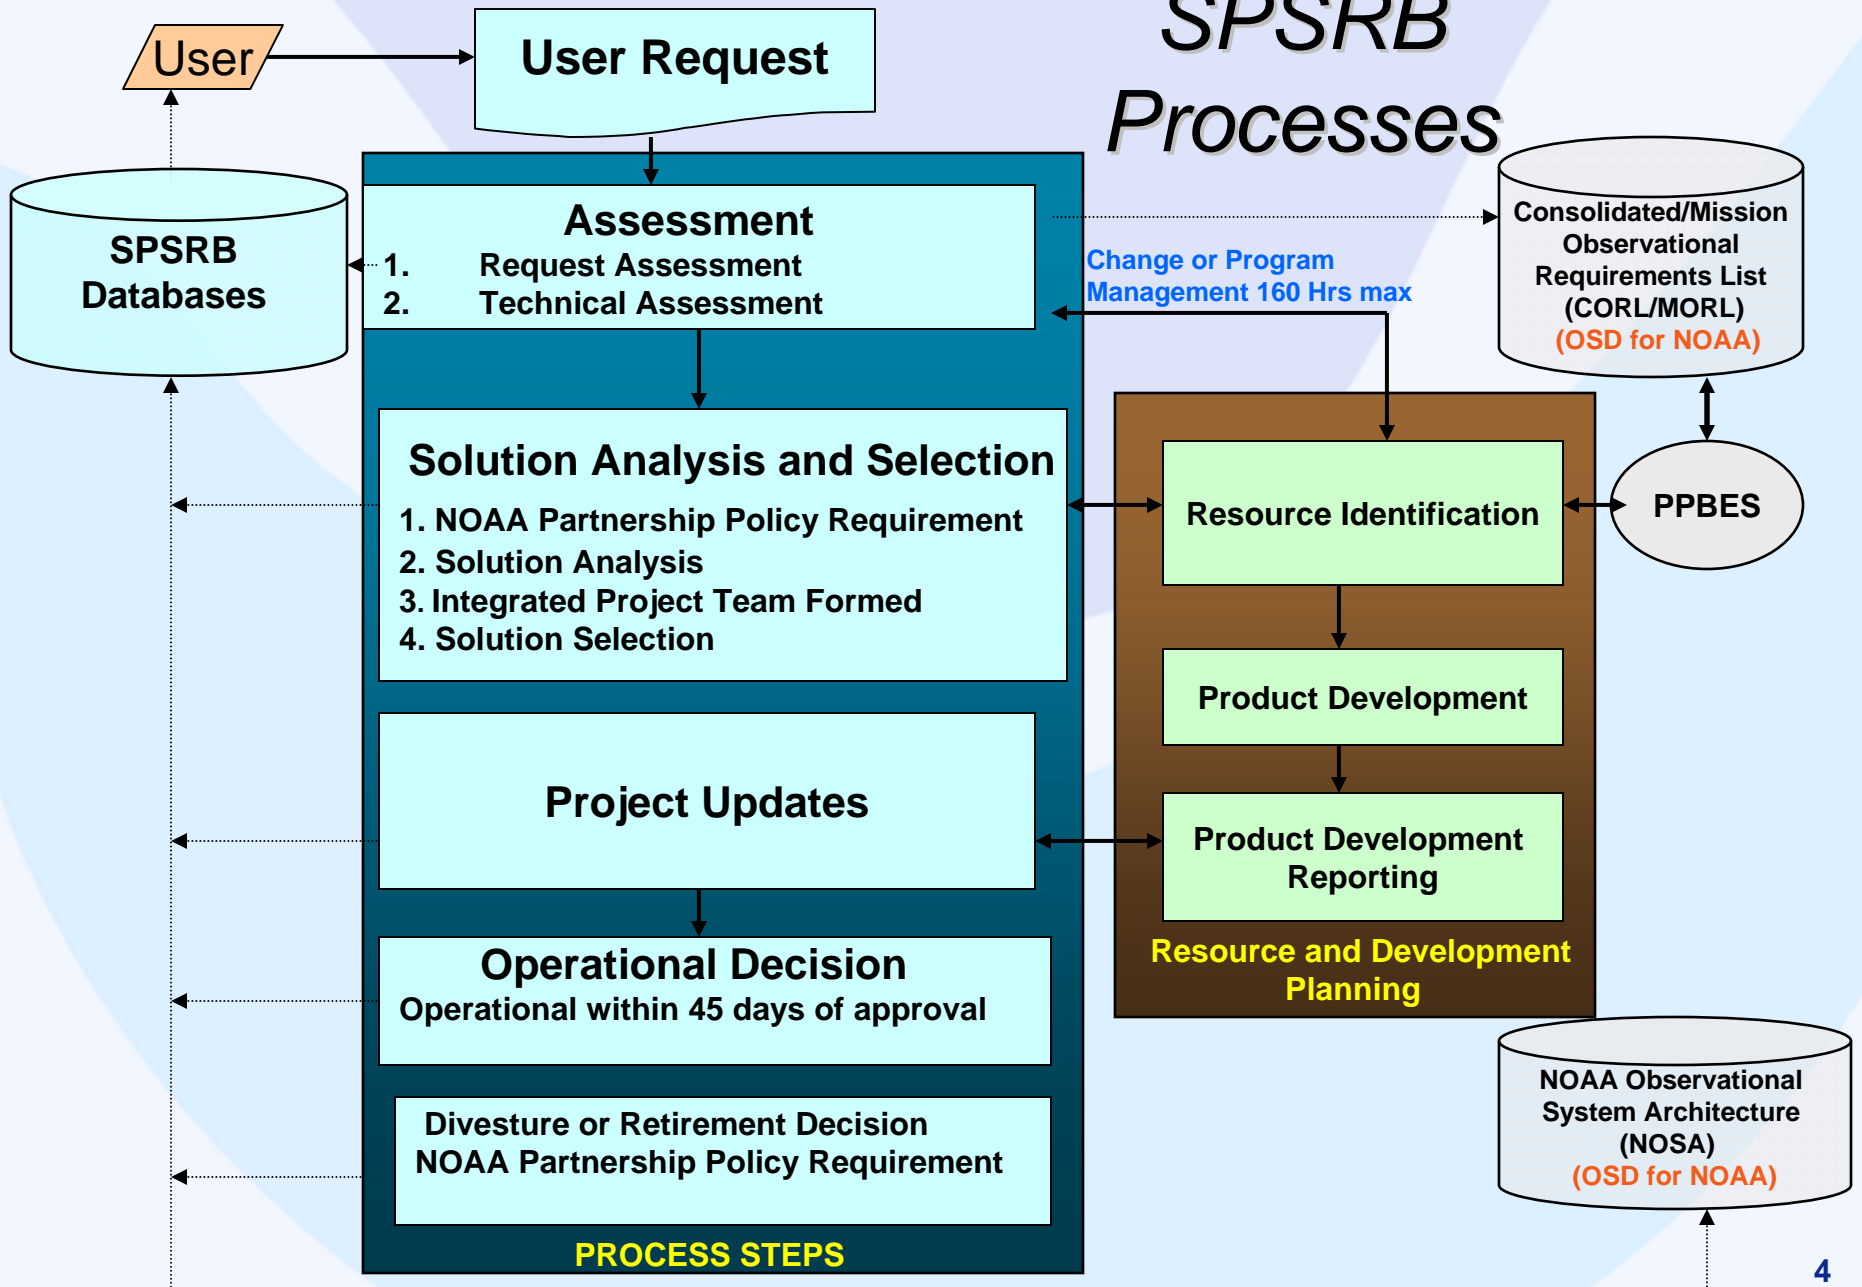 SPSRB
Processes
User
User Request
SPSRB
Databases
Assessment
1. Request Assessment
2. Technical Assessment
Change or Program
Management 160 Hrs max
Consolidated/Mission
Observational
Requirements List
(CORL/MORL)
(OSD for NOAA)
Solution Analysis and Selection
1. NOAA Partnership Policy Requirement
2. Solution Analysis
3. Integrated Project Team Formed
4. Solution Selection
Resource Identification
PPBES
Product Development
Project Updates
Product Development
Reporting
Resource and Development
Planning
Operational Decision
Operational within 45 days of approval
Divesture or Retirement Decision
NOAA Partnership Policy Requirement
PROCESS STEPS
NOAA Observational
System Architecture
(NOSA)
(OSD for NOAA)
4